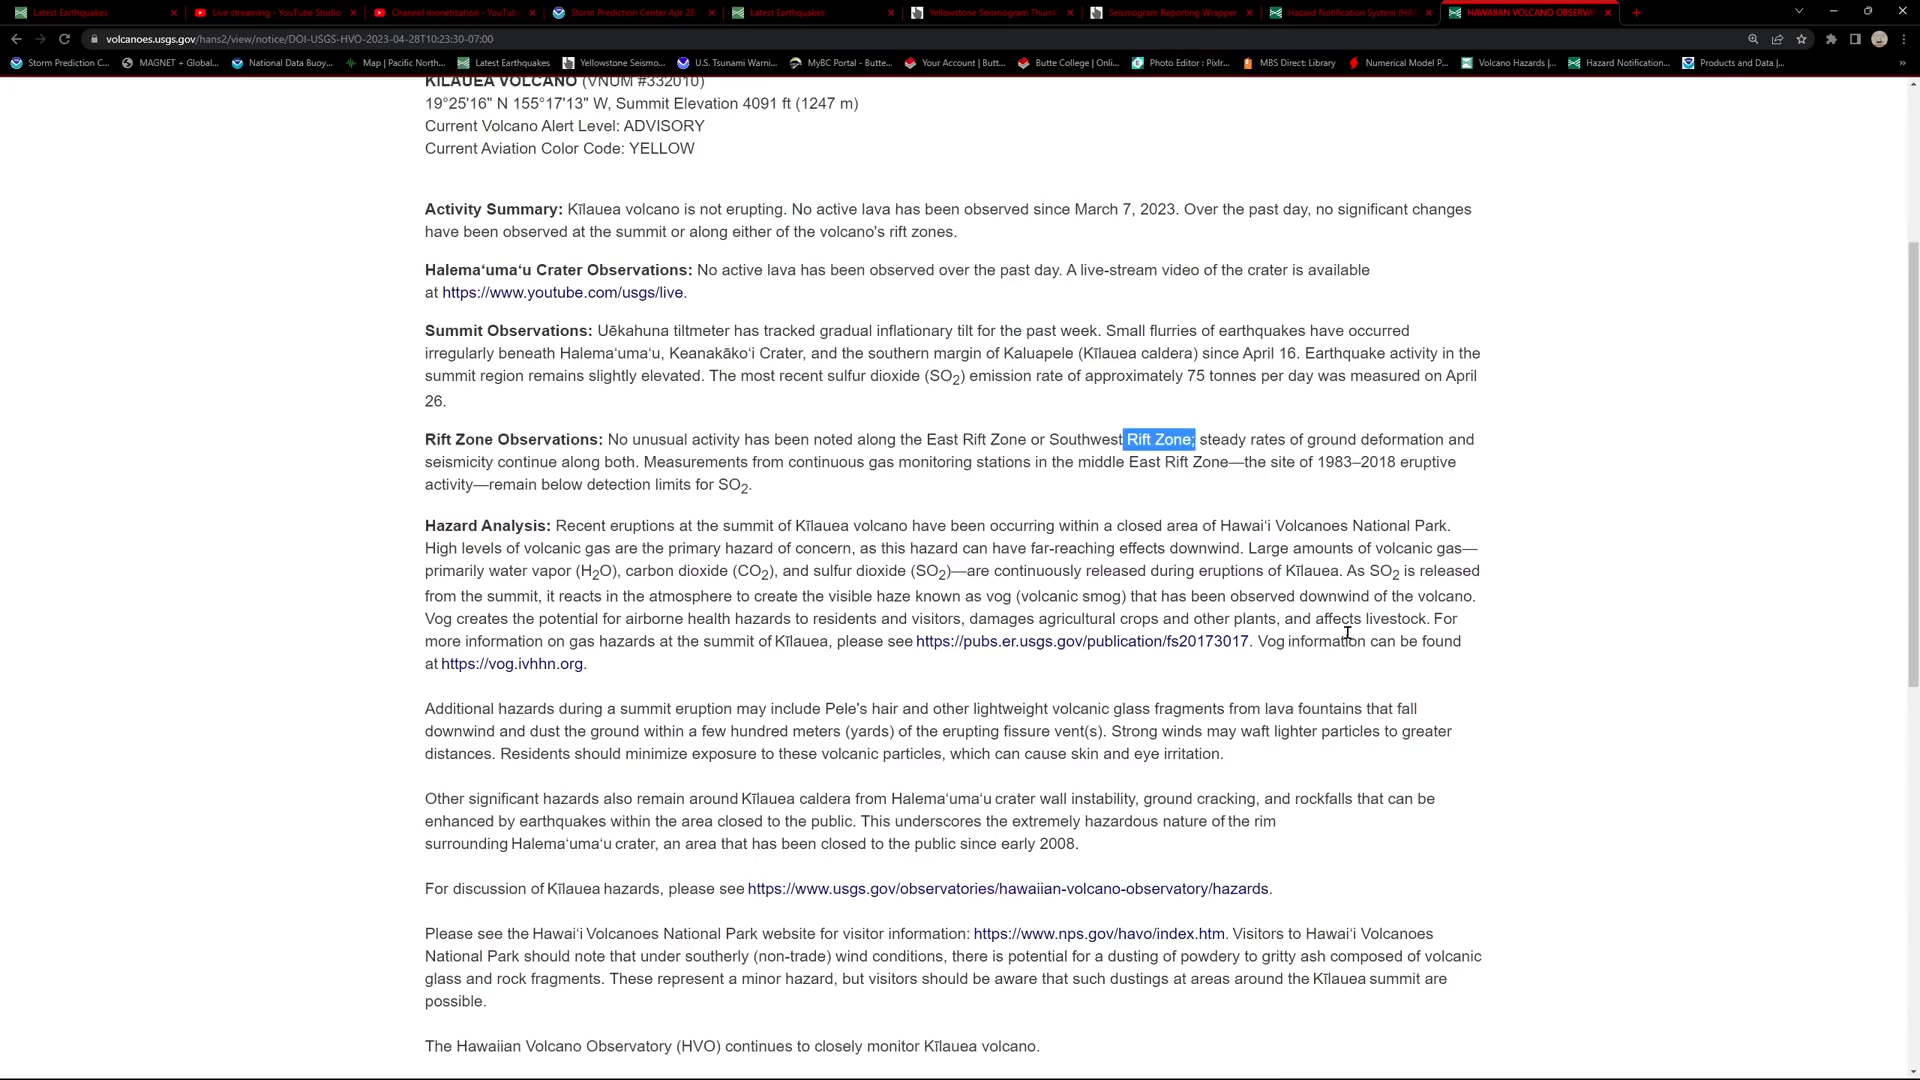 Latest Earthquakes
Live streaming - YouTube Studio
Channel monetization - YouTub
Storm Prediction Center Apr 28
Latest Earthquakes
Yellowstone Seismogram Thum
Seismogram Reporting Wrapper
Hazard Notification System (HA
HAWAIIAN VOLCANO OBSERVA
volcanoes.usgs.gov/hans2/view/notice/DOI-USGS-HVO-2023-04-28T10:23:30-07:00
Storm Prediction C...
MAGNET + Global...
National Data Buoy...
Map | Pacific North...
Latest Earthquakes
Yellowstone Seismo...
U.S. Tsunami Warni...
MyBC Portal - Butte...
Your Account | Butt...
Butte College | Onli...
Photo Editor : Pixlr...
MBS Direct Library
Numerical Model P...
Volcano Hazards |...
Hazard Notification...
Products and Data |...
KILAUEA VOLCANO (VNUM #332010)
19°25'16" N 155°17'13" W, Summit Elevation 4091 ft (1247 m)
Current Volcano Alert Level: ADVISORY
Current Aviation Color Code: YELLOW
Activity Summary: Kīlauea volcano is not erupting. No active lava has been observed since March 7, 2023. Over the past day, no significant changes
have been observed at the summit or along either of the volcano's rift zones.
Halemaʻumaʻu Crater Observations: No active lava has been observed over the past day. A live-stream video of the crater is available
at https://www.youtube.com/usgs/live.
Summit Observations: Uēkahuna tiltmeter has tracked gradual inflationary tilt for the past week. Small flurries of earthquakes have occurred
irregularly beneath Halemaʻumaʻu, Keanakākoʻi Crater, and the southern margin of Kaluapele (Kīlauea caldera) since April 16. Earthquake activity in the
summit region remains slightly elevated. The most recent sulfur dioxide (SO2) emission rate of approximately 75 tonnes per day was measured on April
26.
Rift Zone Observations: No unusual activity has been noted along the East Rift Zone or Southwest Rift Zone; steady rates of ground deformation and
seismicity continue along both. Measurements from continuous gas monitoring stations in the middle East Rift Zone—the site of 1983–2018 eruptive
activity—remain below detection limits for SO2.
Hazard Analysis: Recent eruptions at the summit of Kīlauea volcano have been occurring within a closed area of Hawaiʻi Volcanoes National Park.
High levels of volcanic gas are the primary hazard of concern, as this hazard can have far-reaching effects downwind. Large amounts of volcanic gas—
primarily water vapor (H2O), carbon dioxide (CO2), and sulfur dioxide (SO2)—are continuously released during eruptions of Kīlauea. As SO2 is released
from the summit, it reacts in the atmosphere to create the visible haze known as vog (volcanic smog) that has been observed downwind of the volcano.
Vog creates the potential for airborne health hazards to residents and visitors, damages agricultural crops and other plants, and affects livestock. For
more information on gas hazards at the summit of Kīlauea, please see https://pubs.er.usgs.gov/publication/fs20173017. Vog information can be found
at https://vog.ivhhn.org.
Additional hazards during a summit eruption may include Pele's hair and other lightweight volcanic glass fragments from lava fountains that fall
downwind and dust the ground within a few hundred meters (yards) of the erupting fissure vent(s). Strong winds may waft lighter particles to greater
distances. Residents should minimize exposure to these volcanic particles, which can cause skin and eye irritation.
Other significant hazards also remain around Kīlauea caldera from Halemaʻumaʻu crater wall instability, ground cracking, and rockfalls that can be
enhanced by earthquakes within the area closed to the public. This underscores the extremely hazardous nature of the rim
surrounding Halemaʻumaʻu crater, an area that has been closed to the public since early 2008.
For discussion of Kīlauea hazards, please see https://www.usgs.gov/observatories/hawaiian-volcano-observatory/hazards.
Please see the Hawaiʻi Volcanoes National Park website for visitor information: https://www.nps.gov/havo/index.htm. Visitors to Hawaiʻi Volcanoes
National Park should note that under southerly (non-trade) wind conditions, there is potential for a dusting of powdery to gritty ash composed of volcanic
glass and rock fragments. These represent a minor hazard, but visitors should be aware that such dustings at areas around the Kīlauea summit are
possible.
The Hawaiian Volcano Observatory (HVO) continues to closely monitor Kīlauea volcano.